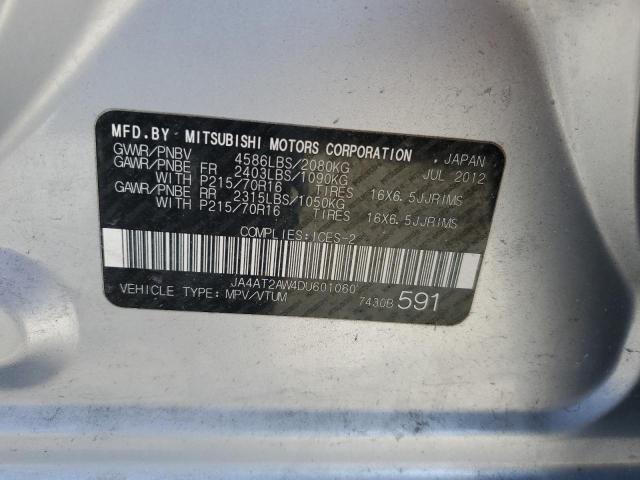 MFD.BY MITSUBISHI MOTORS CORPORATION , JAPAN
GVWR/PNBV 4586LBS/2080KG JUL 2012
GAWR/PNBE FR 2403LBS/1090KG
WITH P215/70R16 TIRES 16X6.5JJRIMS
GAWR/PNBE RR 2315LBS/1050KG
WITH P215/70R16 TIRES 16X6.5JJRIMS
COMPLIES:ICES-2
JA4AT2AW4DU601060
VEHICLE TYPE: MPV/VTUM 7430B 591